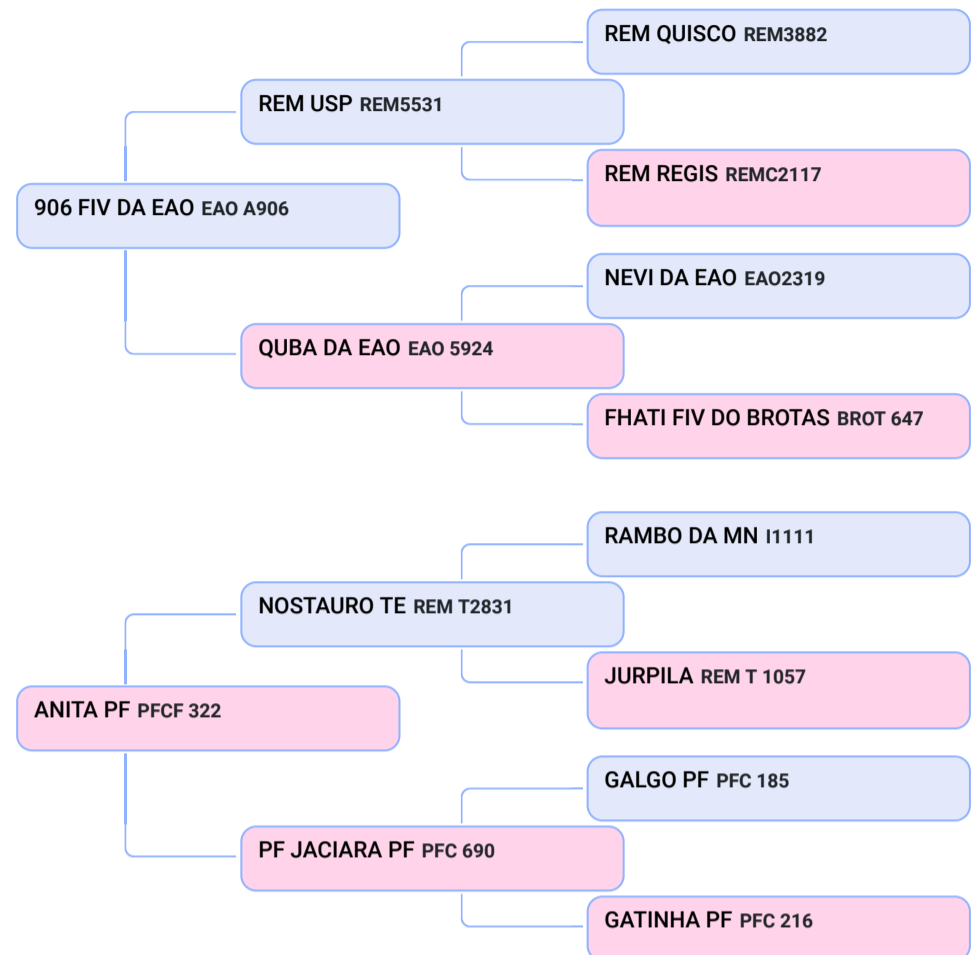 REM QUISCO REM3882
REM USP REM5531
REM REGIS REMC2117
906 FIV DA EAO EAO A906
NEVI DA EAO EAO2319
QUBA DA EAO EAO 5924
FHATI FIV DO BROTAS BROT 647
RAMBO DA MN I1111
NOSTAURO TE REM T2831
JURPILA REM T 1057
ANITA PF PFCF 322
GALGO PF PFC 185
PF JACIARA PF PFC 690
GATINHA PF PFC 216